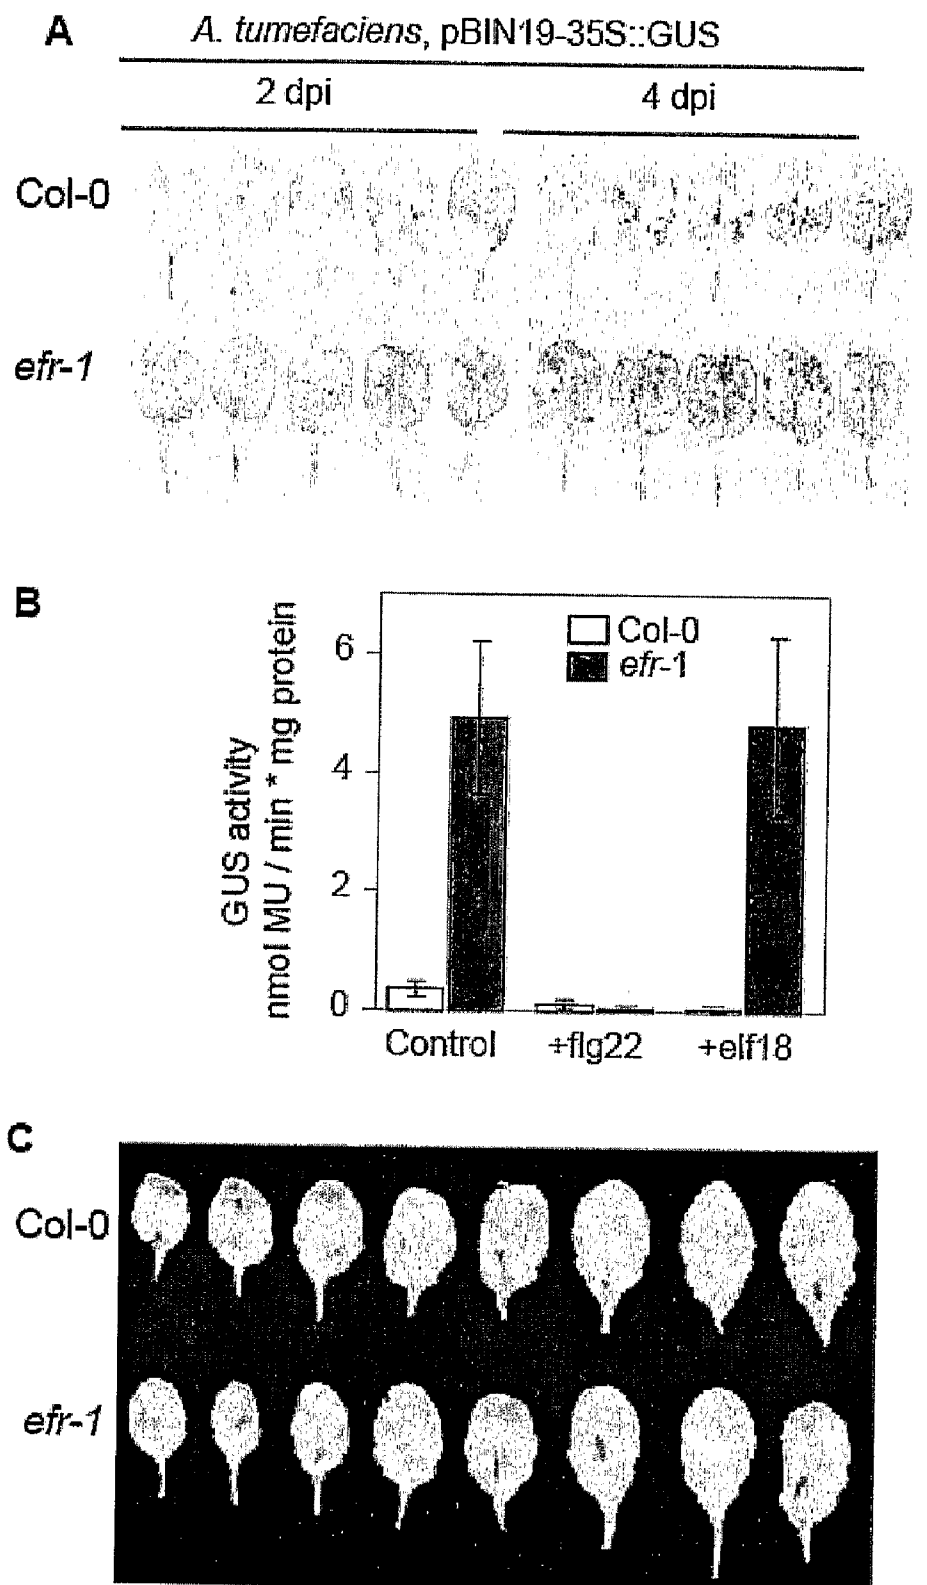 A
A. tumefaciens, pBIN19-35S::GUS
2 dpi 4 dpi
Col-0
efr-1
B
GUS activity
nmol MU / min * mg protein
6
4
2
0
Col-0
efr-1
Control +flg22 +elf18
C
Col-0
efr-1